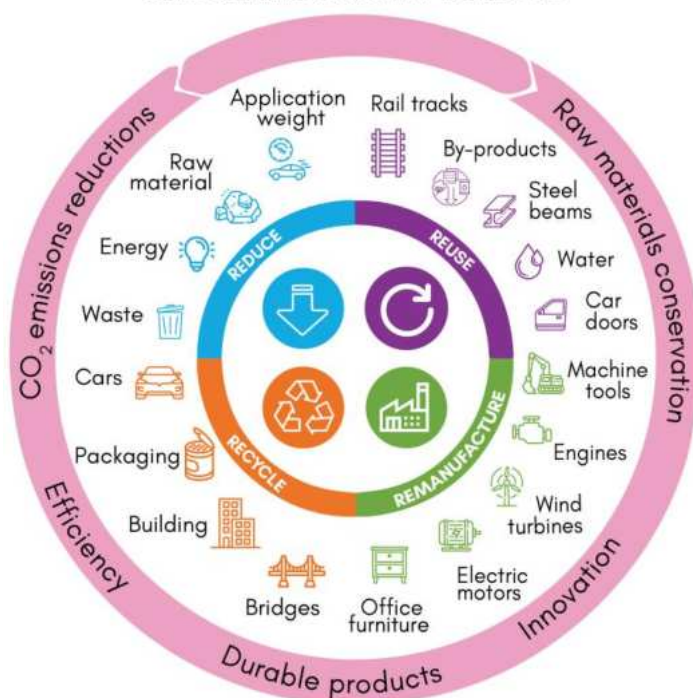 Application
weight
Rail tracks
Raw
material
By-products
Steel
beams
Energy
Water
Waste
Car
doors
Cars
Machine
tools
Packaging
Engines
Building
Wind
turbines
Bridges
Office
furniture
Electric
motors
REDUCE
REUSE
RECYCLE
REMANUFACTURE
CO₂ emissions reductions
Raw materials conservation
Efficiency
Durable products
Innovation